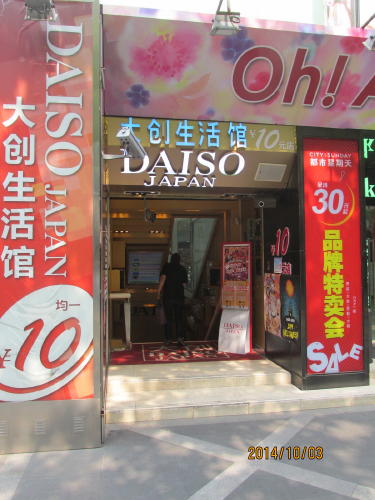 DAISO JAPAN
大创生活馆
均一
¥10
Oh! A
大创生活馆 ¥10元店
DAISO
JAPAN
¥10
DAISO
JAPAN
CITY SUNDAY
都市星期天
30
品牌特卖会
SALE
K
k
2014/10/03